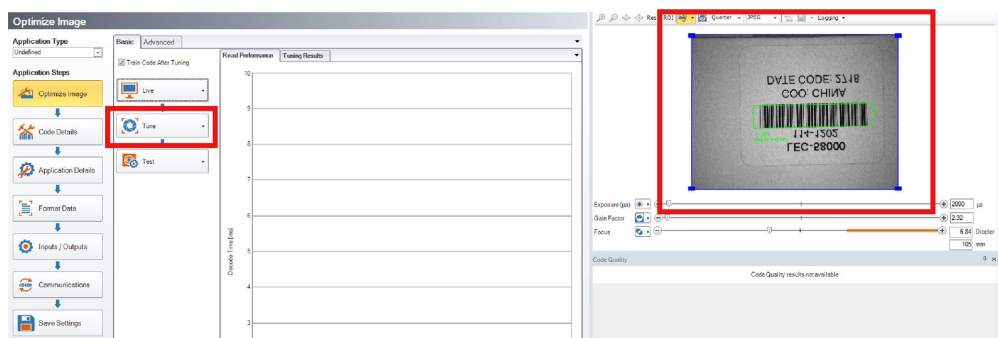 Optimize Image
Application Type
Undefined
Application Steps
Optimize Image
Code Details
Application Details
Format Data
Inputs / Outputs
Communications
Save Settings
Basic
Advanced
Train Code After Tuning
Live
Tune
Test
Read Performance
Tuning Results
10
9
8
7
6
5
4
3
Decode Time [ms]
ROI
Quarter
JPEG
Logging
LEC-58000
114-1202
COO: CHINA
DATE CODE: 2718
Exposure (µs)
2000
µs
Gain Factor
2.32
Focus
6.84
Diopter
105
mm
Code Quality
Code Quality results not available